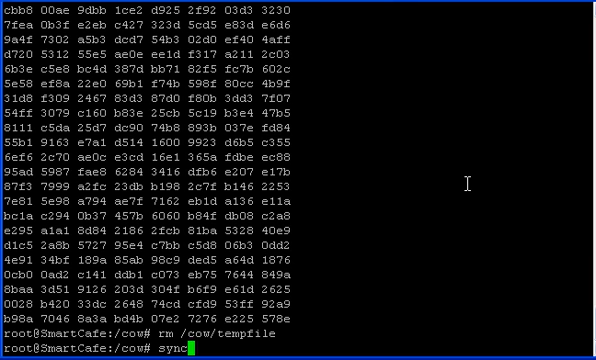 cbb8 00ae 9dbb 1ce2 d925 2f92 03d3 3230
7fea 0b3f e2eb c427 323d 5cd5 e83d e6d6
9a4f 7302 a5b3 dcd7 54b3 02d0 ef40 4aff
d720 5312 55e5 ae0e ee1d f317 a211 2c03
6b3e c5e8 bc4d 387d bb71 82f5 fc7b 602c
5e58 ef8a 22e0 69b1 f74b 598f 80cc 4b9f
31d8 f309 2467 83d3 87d0 f80b 3dd3 7f07
54ff 3079 c160 b83e 25cb 5c19 b3e4 47b5
8111 c5da 25d7 dc90 74b8 893b 037e fd84
55b1 9163 e7a1 d514 1600 9923 d6b5 c355
6ef6 2c70 ae0c e3cd 16e1 365a fdbe ec88
95ad 5987 fae8 6284 3416 dfb6 e207 e17b
87f3 7999 a2fc 23db b198 2c7f b146 2253
7e81 5e98 a794 ae7f 7162 eb1d a136 e11a
bc1a c294 0b37 457b 6060 b84f db08 c2a8
e295 a1a1 8d84 2186 2fcb 81ba 5328 40e9
d1c5 2a8b 5727 95e4 c7bb c5d8 06b3 0dd2
4e91 34bf 189a 85ab 98c9 ded5 a64d 1876
0cb0 0ad2 c141 ddb1 c073 eb75 7644 849a
8baa 3d51 9126 203d 304f b6f9 e61d 2625
0028 b420 33dc 2648 74cd cfd9 53ff 92a9
b98a 7046 8a3a bd4b 07e2 7276 e225 578e
root@SmartCafe:/cow# rm /cow/tempfile
root@SmartCafe:/cow# sync